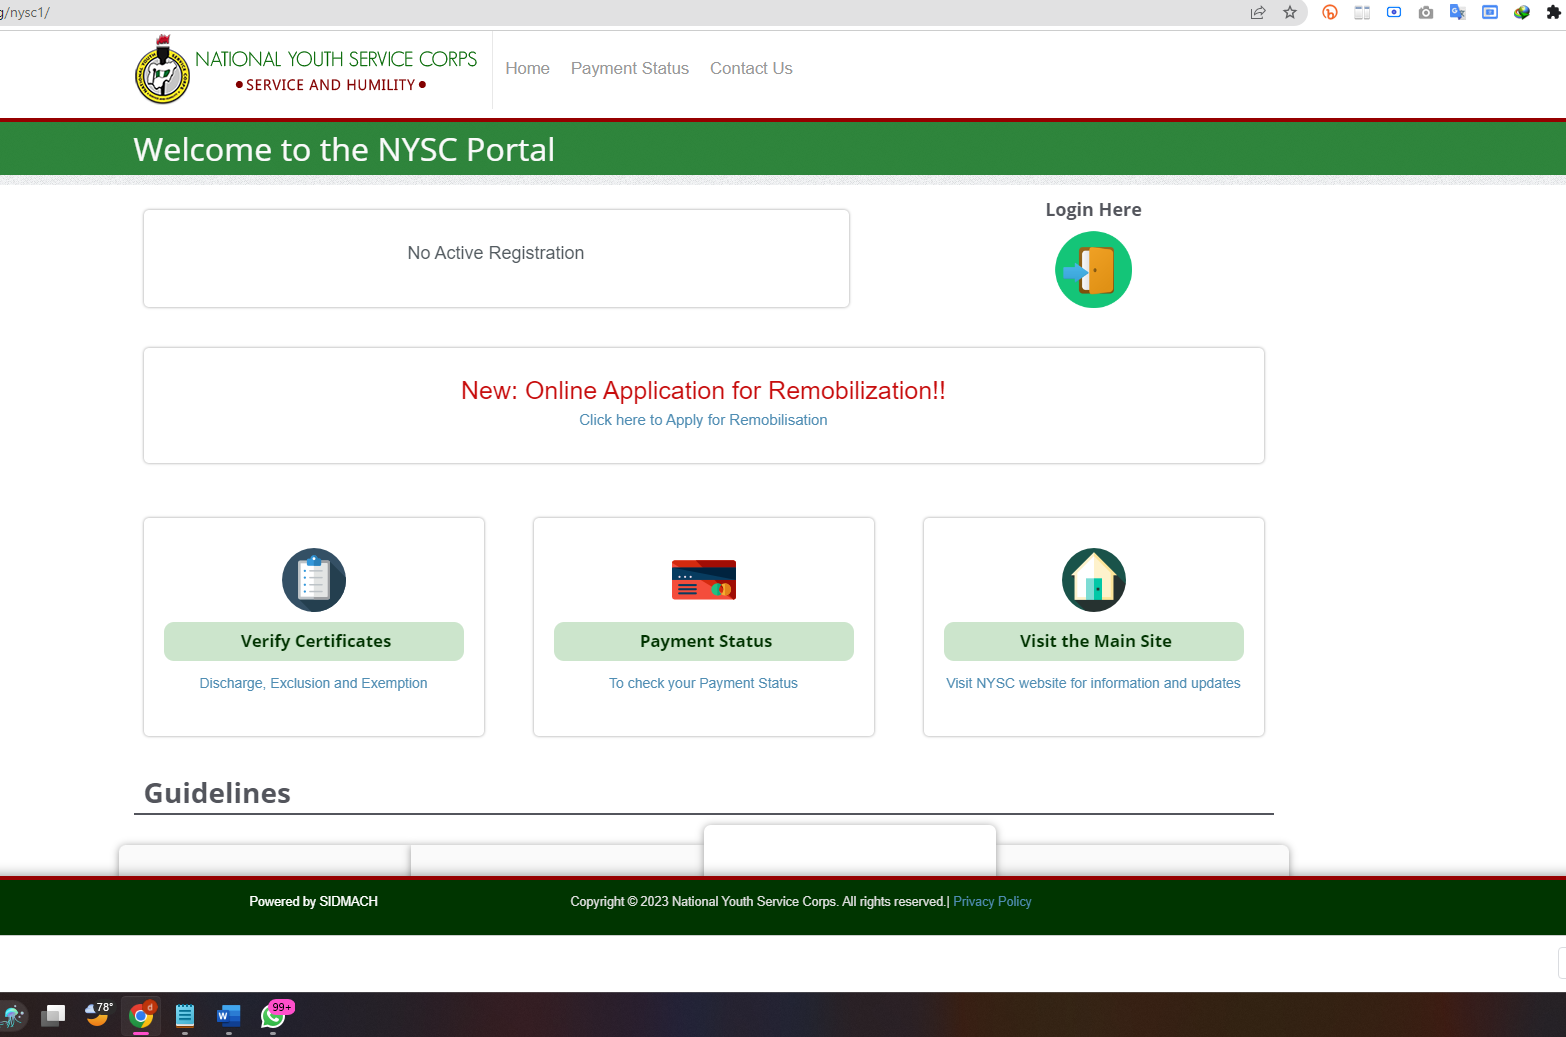 g/nysc1/
NATIONAL YOUTH SERVICE CORPS
•SERVICE AND HUMILITY•
Home Payment Status Contact Us
Welcome to the NYSC Portal
No Active Registration
Login Here
New: Online Application for Remobilization!!
Click here to Apply for Remobilisation
Verify Certificates
Discharge, Exclusion and Exemption
Payment Status
To check your Payment Status
Visit the Main Site
Visit NYSC website for information and updates
Guidelines
Powered by SIDMACH
Copyright © 2023 National Youth Service Corps. All rights reserved.| Privacy Policy
78°
d
W
99+